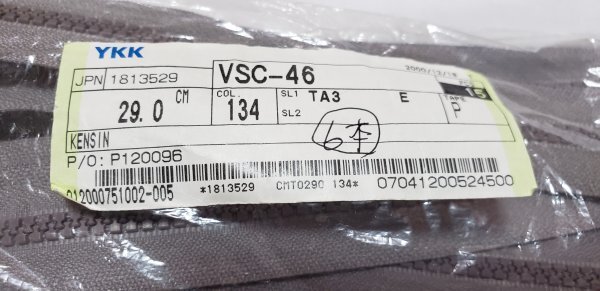 YKK
JPN 1813529 VSC-46
29.0 CM COL. 134 SL1 TA3 E TAPE P
SL2
KENSIN 6本
P/O: P120096
012000751002-005 *1813529 CMT0290 134* 07041200524500